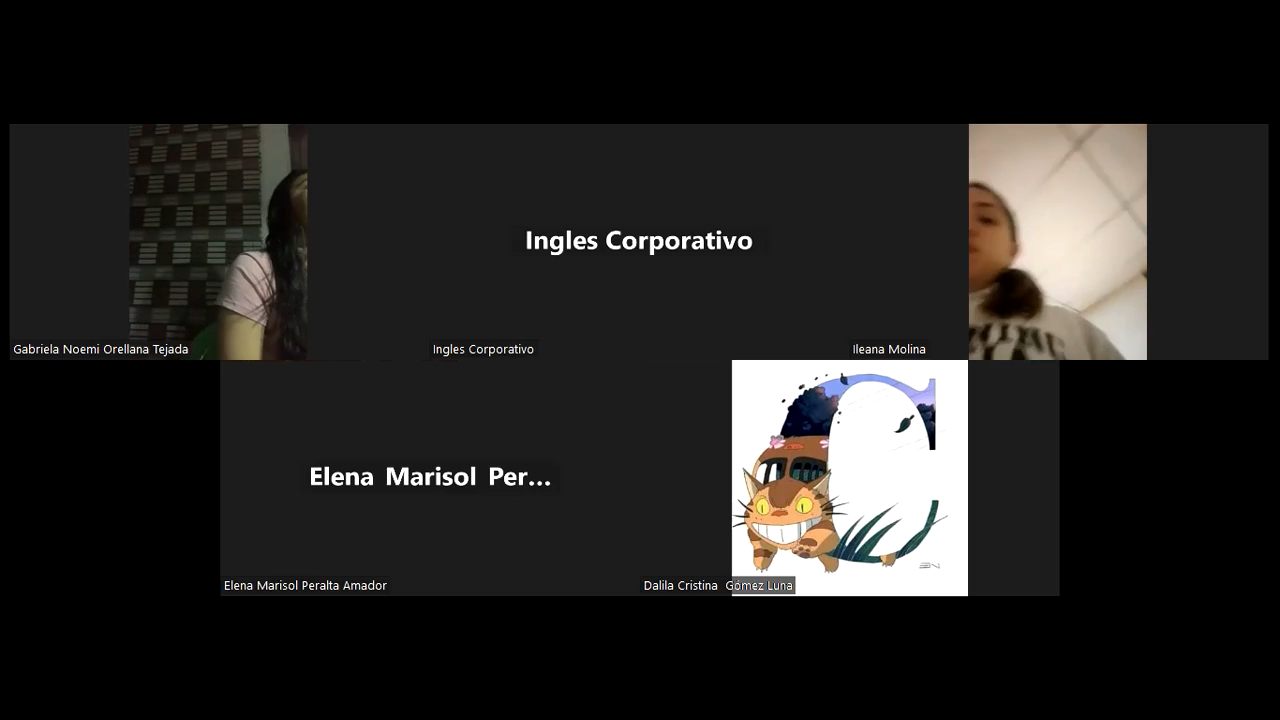 Ingles Corporativo
Gabriela Noemi Orellana Tejada
Ingles Corporativo
Ileana Molina
Elena Marisol Per...
Elena Marisol Peralta Amador
Dalila Cristina Gómez Luna